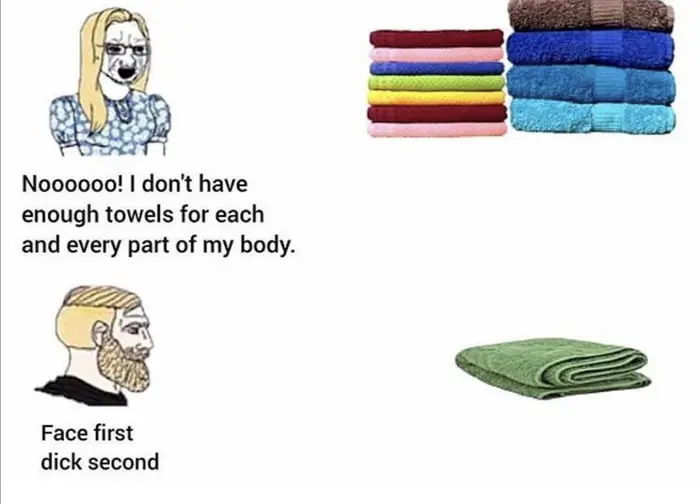 Noooooo! I don't have
enough towels for each
and every part of my body.
Face first
dick second